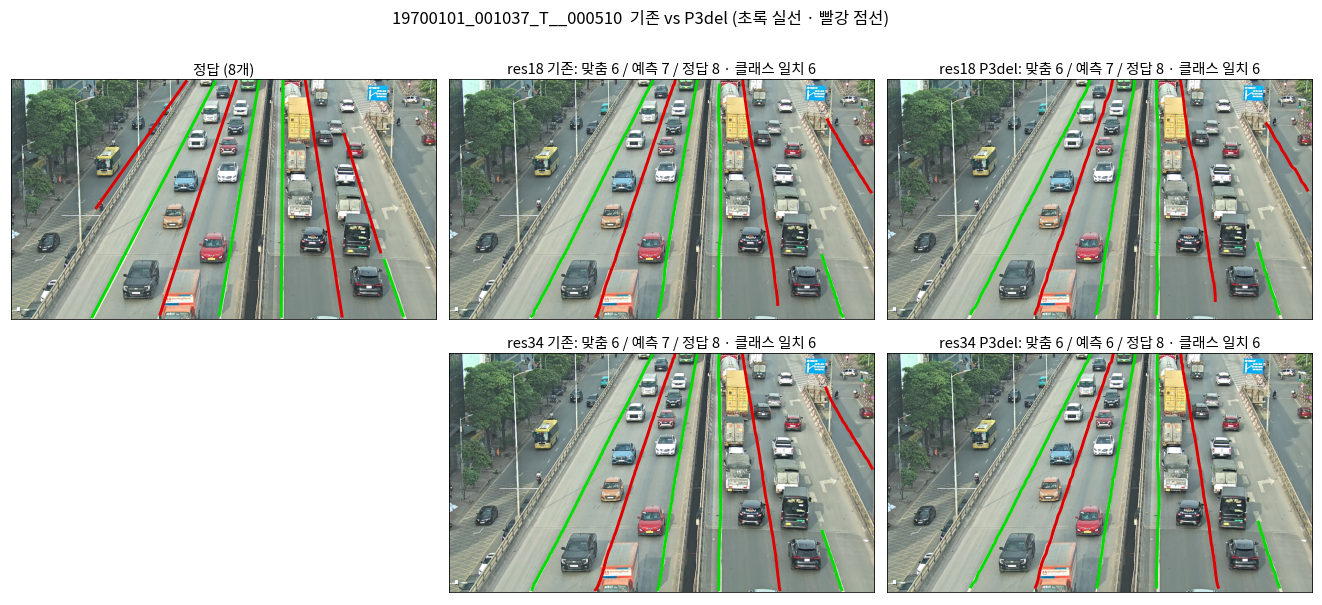 19700101_001037_T__000510 기존 vs P3del (초록 실선 · 빨강 점선)
정답 (8개)
res18 기존: 맞춤 6 / 예측 7 / 정답 8 · 클래스 일치 6
res18 P3del: 맞춤 6 / 예측 7 / 정답 8 · 클래스 일치 6
res34 기존: 맞춤 6 / 예측 7 / 정답 8 · 클래스 일치 6
res34 P3del: 맞춤 6 / 예측 6 / 정답 8 · 클래스 일치 6